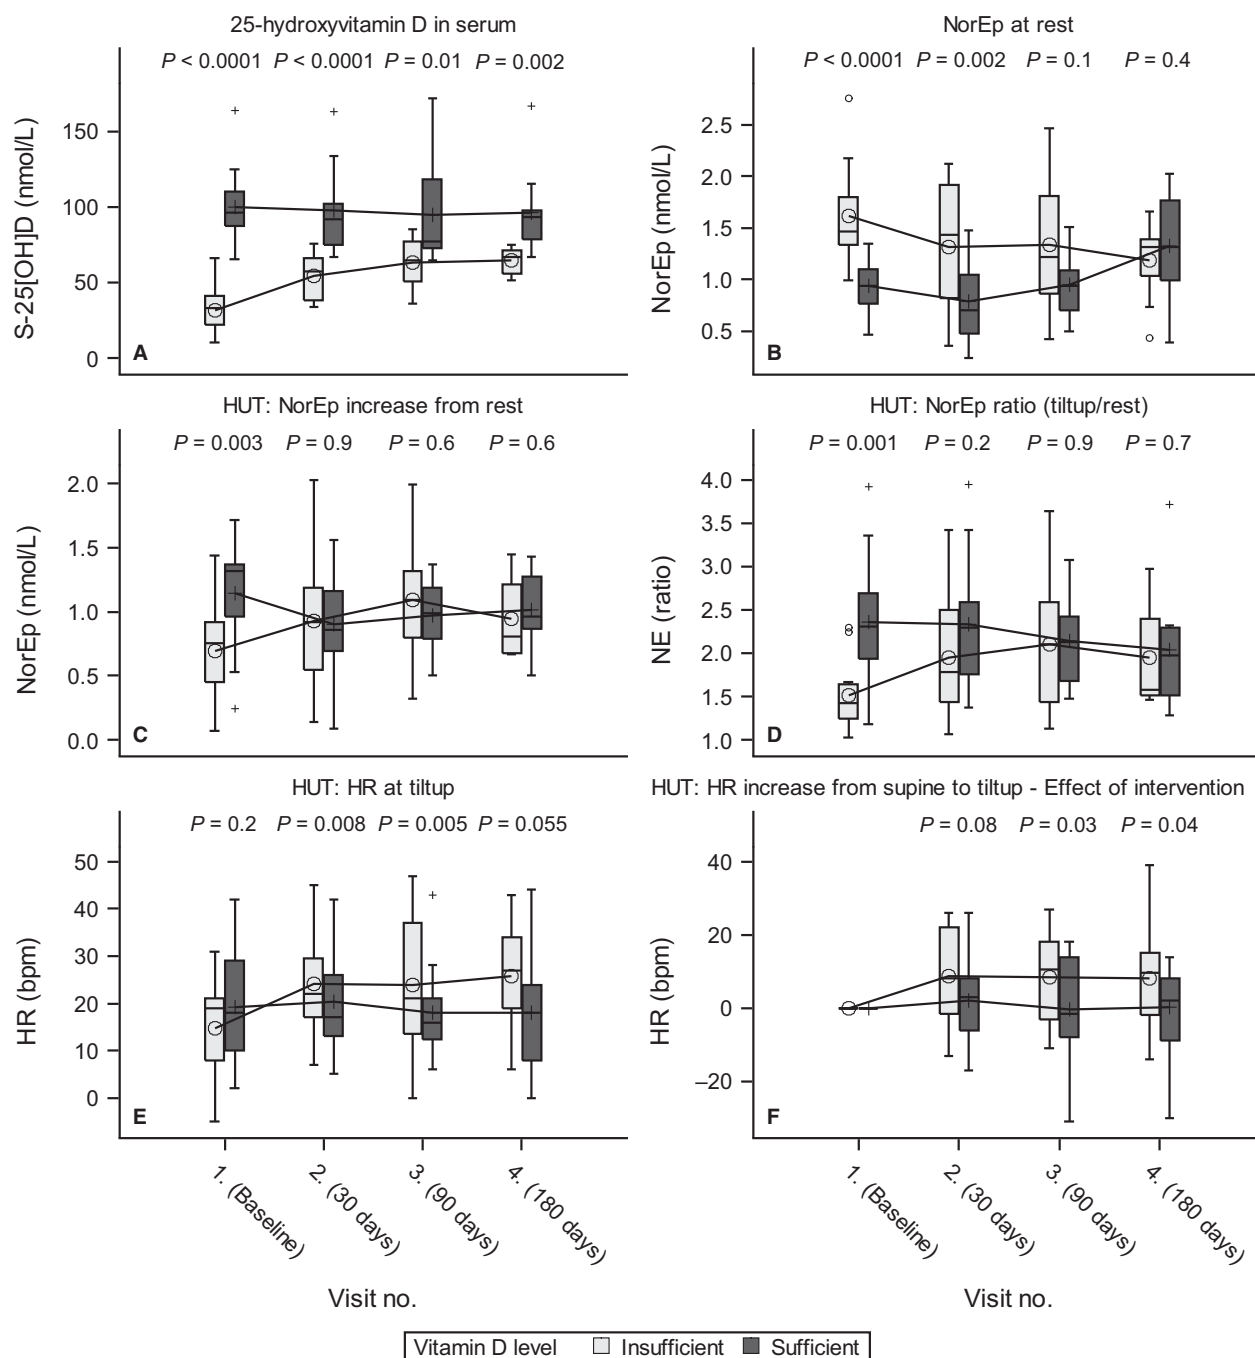 25-hydroxyvitamin D in serum
P < 0.0001 P < 0.0001 P = 0.01 P = 0.002
150
100
50
0
S-25[OH]D (nmol/L)
A
NorEp at rest
P < 0.0001 P = 0.002 P = 0.1 P = 0.4
2.5
2.0
1.5
1.0
0.5
NorEp (nmol/L)
B
HUT: NorEp increase from rest
P = 0.003 P = 0.9 P = 0.6 P = 0.6
2.0
1.5
1.0
0.5
0.0
NorEp (nmol/L)
C
HUT: NorEp ratio (tiltup/rest)
P = 0.001 P = 0.2 P = 0.9 P = 0.7
4.0
3.5
3.0
2.5
2.0
1.5
1.0
NE (ratio)
D
HUT: HR at tiltup
P = 0.2 P = 0.008 P = 0.005 P = 0.055
50
40
30
20
10
0
HR (bpm)
E
1. (Baseline)
2. (30 days)
3. (90 days)
4. (180 days)
Visit no.
HUT: HR increase from supine to tiltup - Effect of intervention
P = 0.08 P = 0.03 P = 0.04
40
20
0
–20
HR (bpm)
F
1. (Baseline)
2. (30 days)
3. (90 days)
4. (180 days)
Visit no.
Vitamin D level Insufficient Sufficient